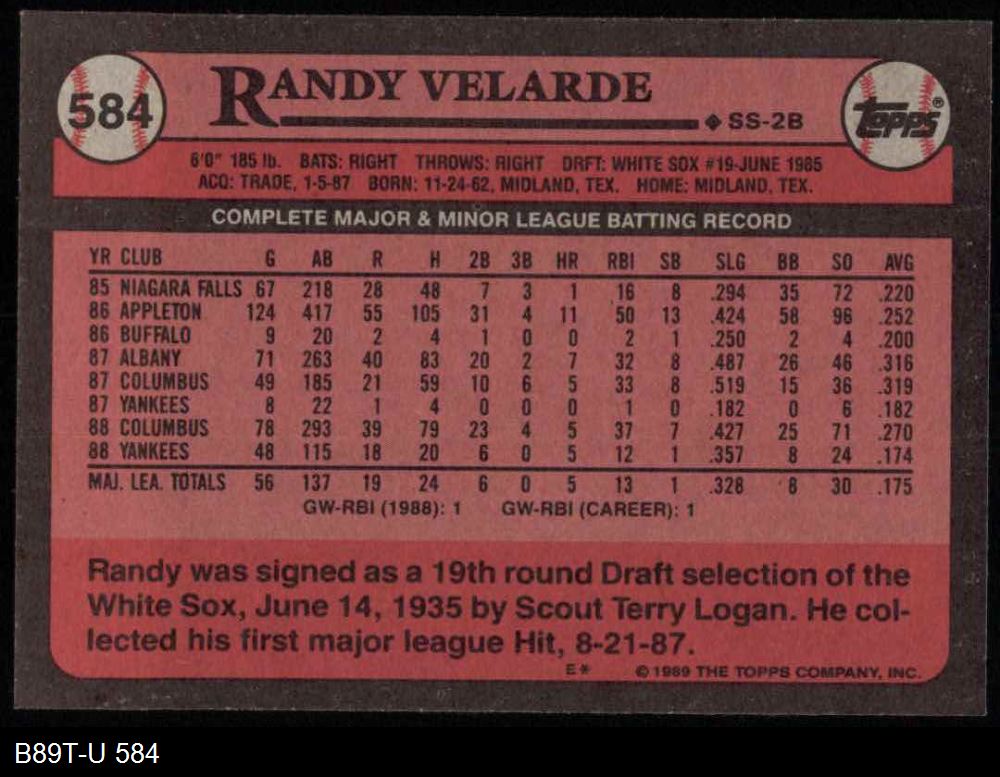 584
RANDY VELARDE
◆ SS-2B
TOPPS®
6'0" 185 lb. BATS: RIGHT THROWS: RIGHT DRFT: WHITE SOX #19-JUNE 1985
ACQ: TRADE, 1-5-87 BORN: 11-24-62, MIDLAND, TEX. HOME: MIDLAND, TEX.
COMPLETE MAJOR & MINOR LEAGUE BATTING RECORD
YR CLUB G AB R H 2B 3B HR RBI SB SLG BB SO AVG
85 NIAGARA FALLS 67 218 28 48 7 3 1 16 8 .294 35 72 .220
86 APPLETON 124 417 55 105 31 4 11 50 13 .424 58 96 .252
86 BUFFALO 9 20 2 4 1 0 0 2 1 .250 2 4 .200
87 ALBANY 71 263 40 83 20 2 7 32 8 .487 26 46 .316
87 COLUMBUS 49 185 21 59 10 6 5 33 8 .519 15 36 .319
87 YANKEES 8 22 1 4 0 0 0 1 0 .182 0 6 .182
88 COLUMBUS 78 293 39 79 23 4 5 37 7 .427 25 71 .270
88 YANKEES 48 115 18 20 6 0 5 12 1 .357 8 24 .174
MAJ. LEA. TOTALS 56 137 19 24 6 0 5 13 1 .328 8 30 .175
GW-RBI (1988): 1 GW-RBI (CAREER): 1
Randy was signed as a 19th round Draft selection of the
White Sox, June 14, 1935 by Scout Terry Logan. He col-
lected his first major league Hit, 8-21-87.
E* © 1989 THE TOPPS COMPANY, INC.
B89T-U 584